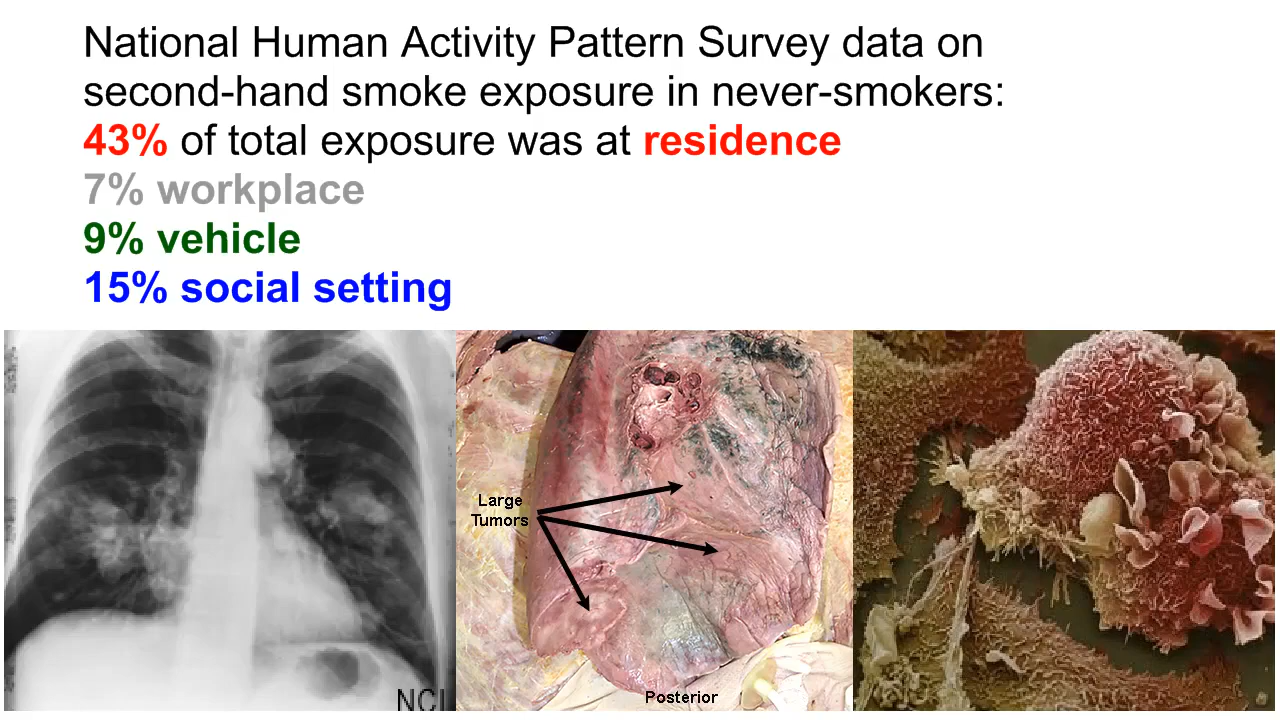 National Human Activity Pattern Survey data on
second-hand smoke exposure in never-smokers:
43% of total exposure was at residence
7% workplace
9% vehicle
15% social setting
Large
Tumors
Posterior
NCI